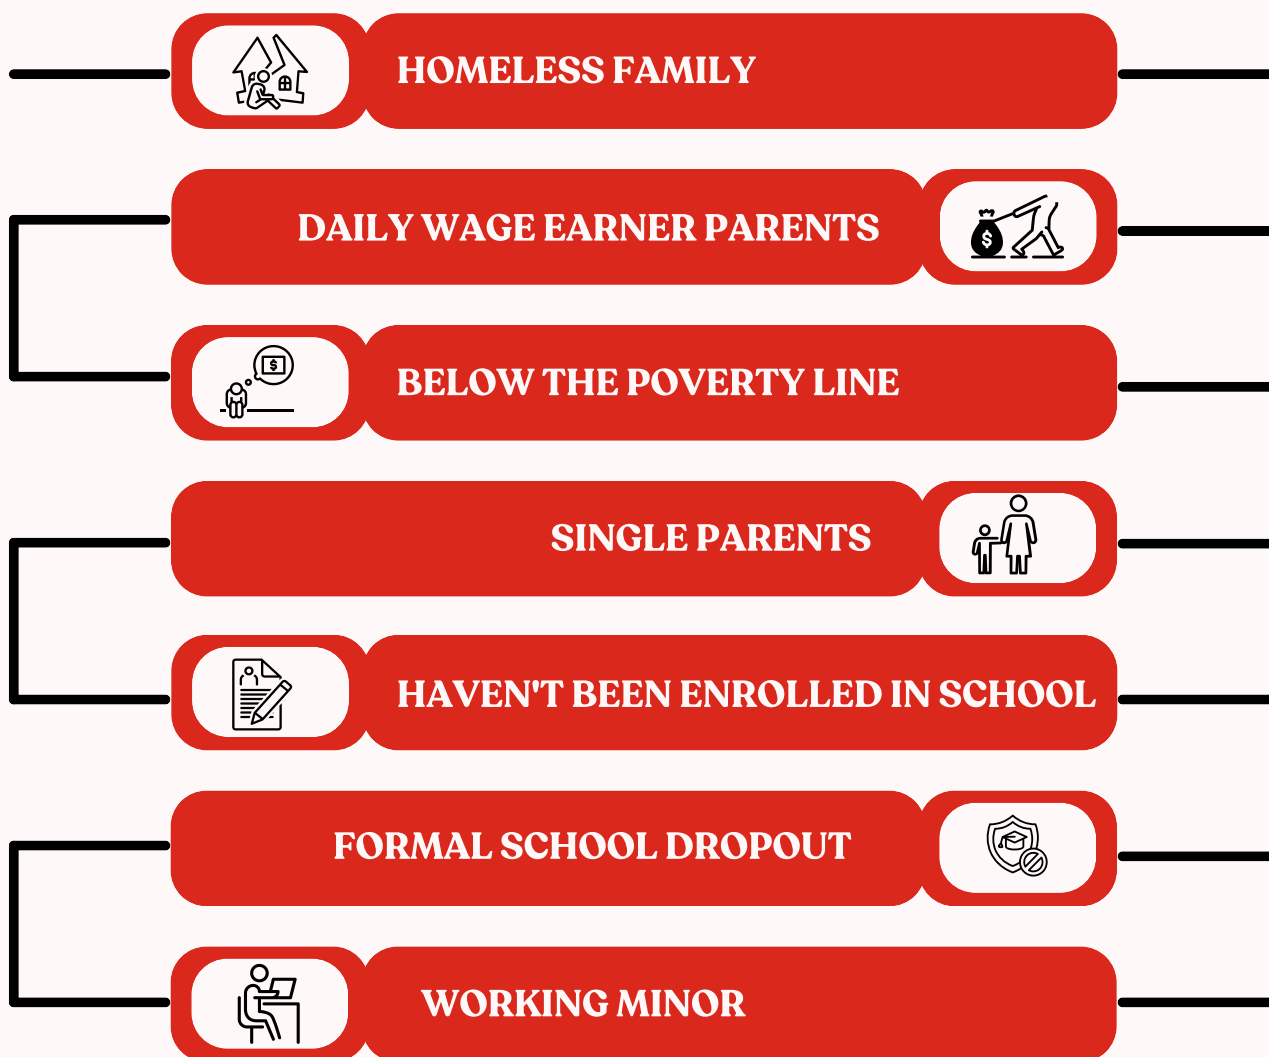 HOMELESS FAMILY
DAILY WAGE EARNER PARENTS
BELOW THE POVERTY LINE
SINGLE PARENTS
HAVEN'T BEEN ENROLLED IN SCHOOL
FORMAL SCHOOL DROPOUT
WORKING MINOR